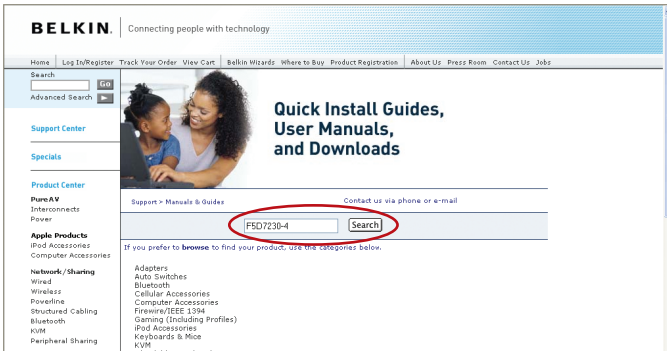 BELKIN.
Connecting people with technology
Home Log In/Register Track Your Order View Cart Belkin Wizards Where to Buy Product Registration About Us Press Room Contact Us Jobs
Search
Go
Advanced Search
Support Center
Specials
Product Center
PureAV
Interconnects
Power
Apple Products
iPod Accessories
Computer Accessories
Network/Sharing
Wired
Wireless
Powerline
Structured Cabling
Bluetooth
KVM
Peripheral Sharing
Quick Install Guides,
User Manuals,
and Downloads
Support > Manuals & Guides
Contact us via phone or e-mail
F5D7230-4
Search
If you prefer to browse to find your product, use the categories below.
Adapters
Auto Switches
Bluetooth
Cellular Accessories
Computer Accessories
Firewire/IEEE 1394
Gaming (Including Profiles)
iPod Accessories
Keyboards & Mice
KVM